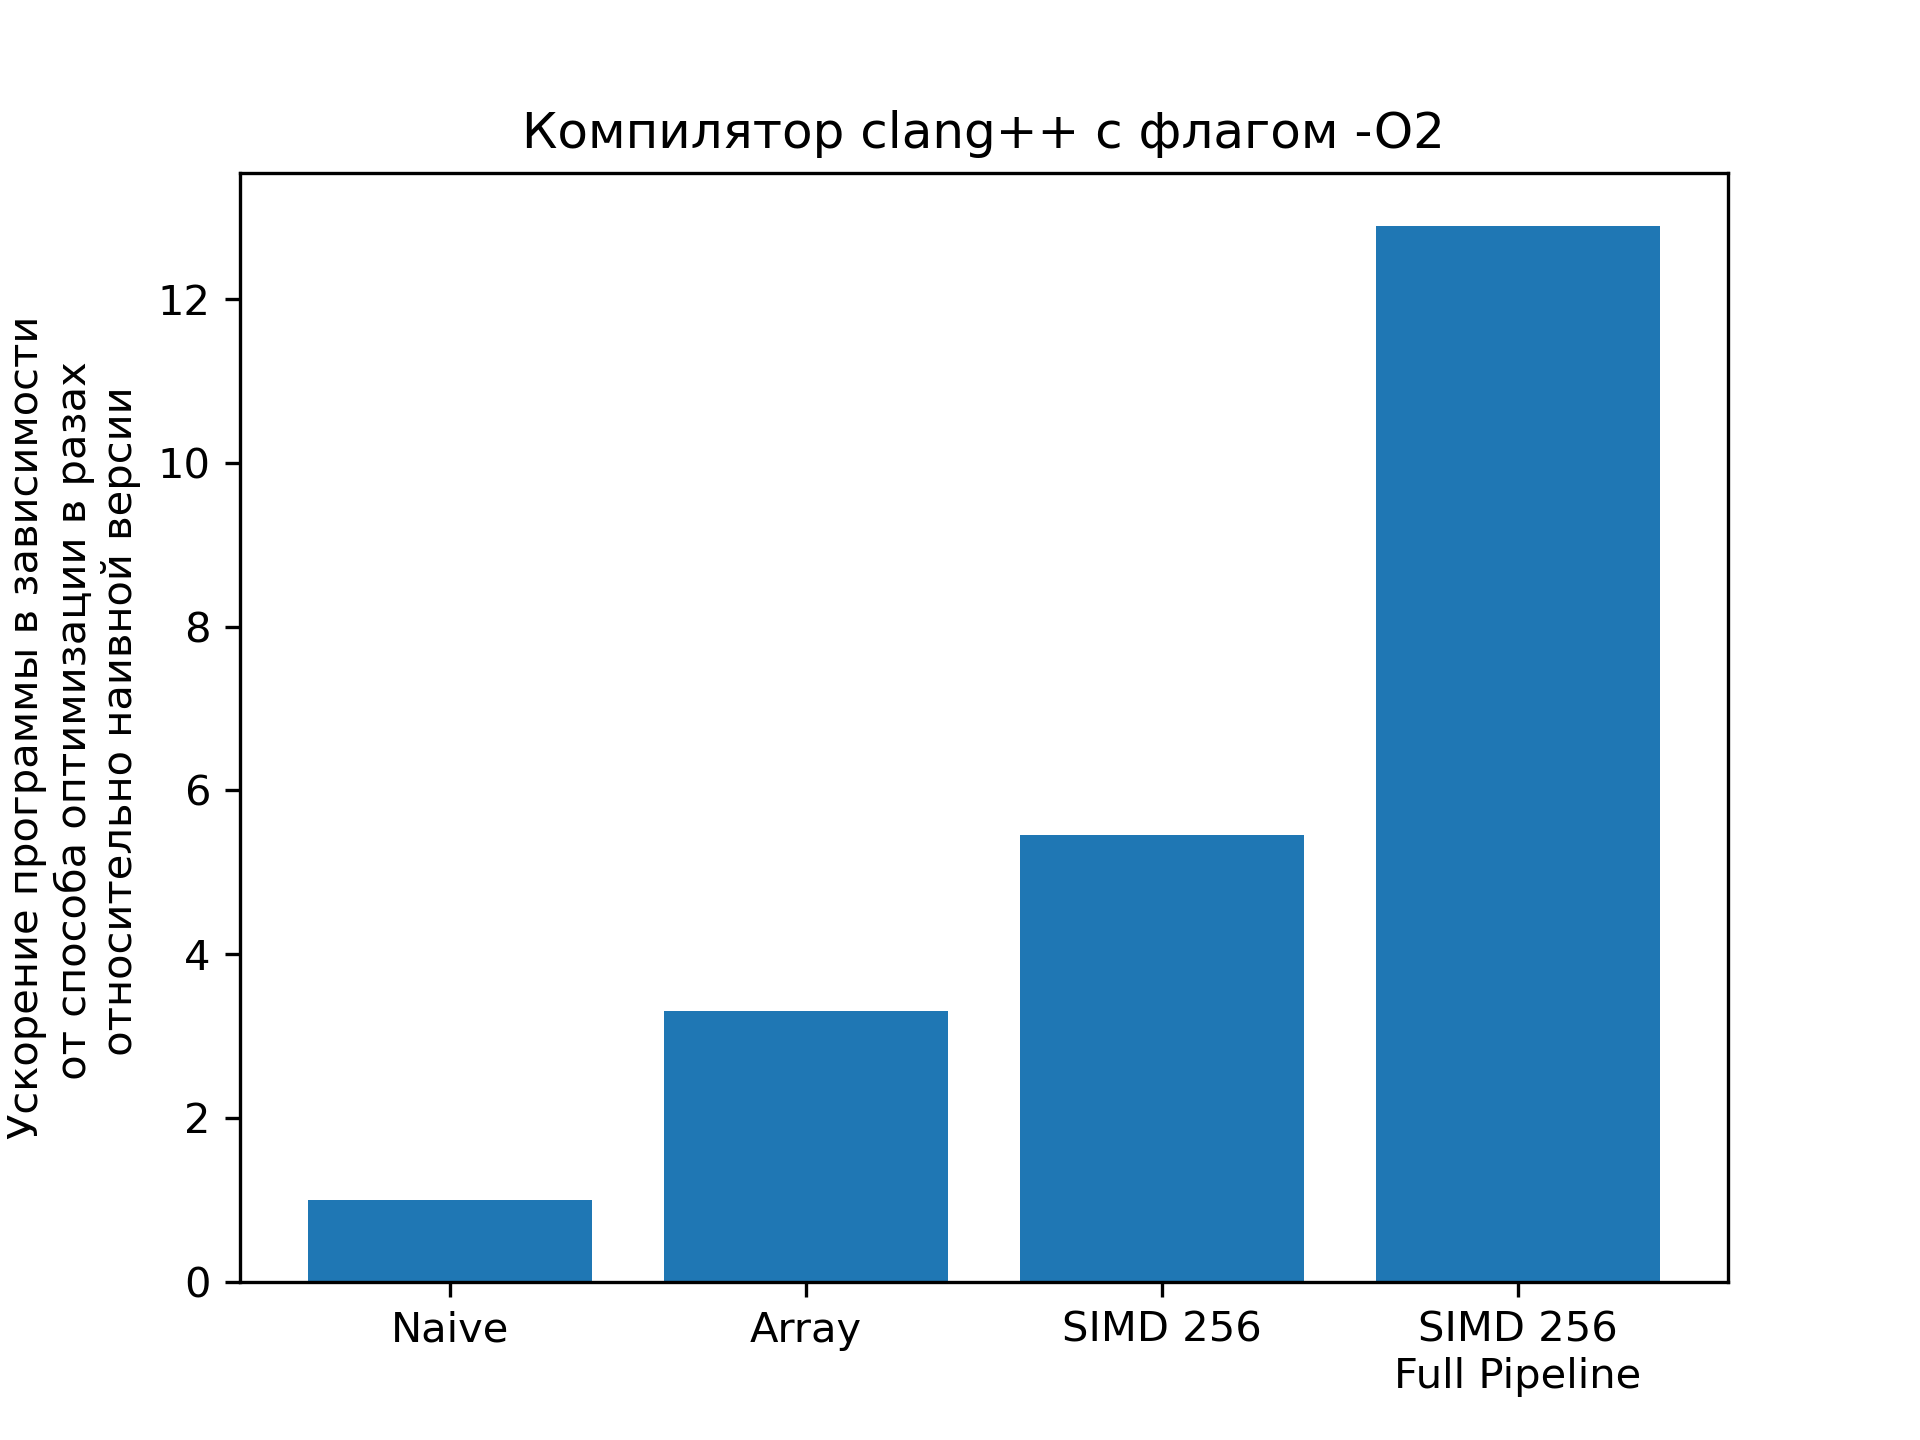 Компилятор clang++ с флагом -O2
Ускорение программы в зависимости
от способа оптимизации в разах
относительно наивной версии
12
10
8
6
4
2
0
Naive
Array
SIMD 256
SIMD 256
Full Pipeline